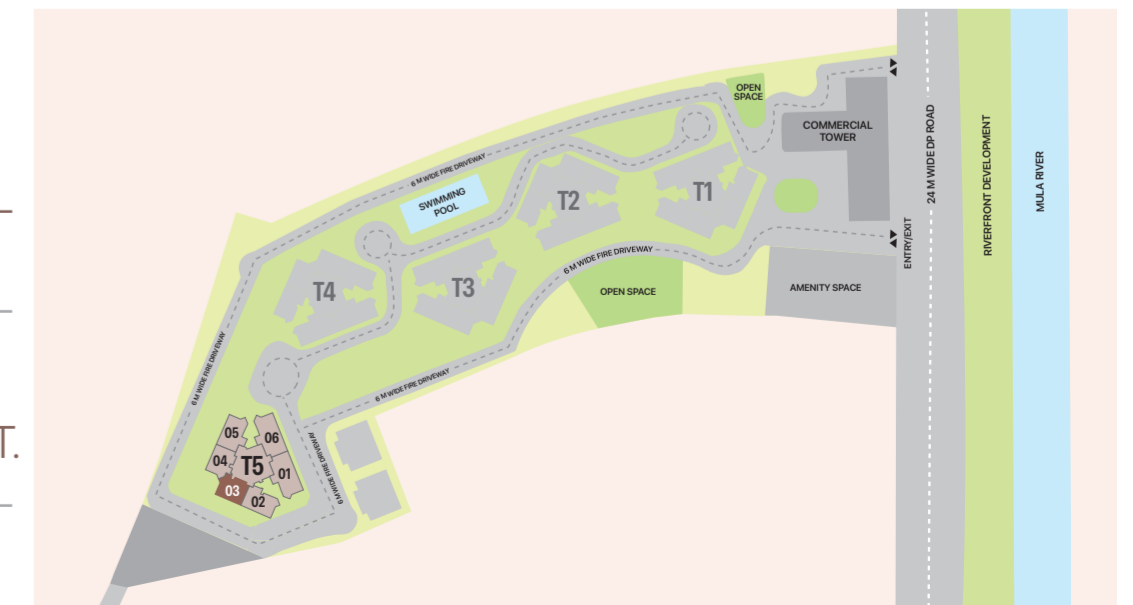 OPEN
SPACE
COMMERCIAL
TOWER
24 M WIDE DP ROAD
RIVERFRONT DEVELOPMENT
MULA RIVER
6 M WIDE FIRE DRIVEWAY
SWIMMING
POOL
T2
T1
ENTRY/EXIT
6 M WIDE FIRE DRIVEWAY
T4
T3
OPEN SPACE
AMENITY SPACE
6 M WIDE FIRE DRIVEWAY
6 M WIDE FIRE DRIVEWAY
T.
05
06
04
T5
01
03
02
6 M WIDE FIRE DRIVEWAY